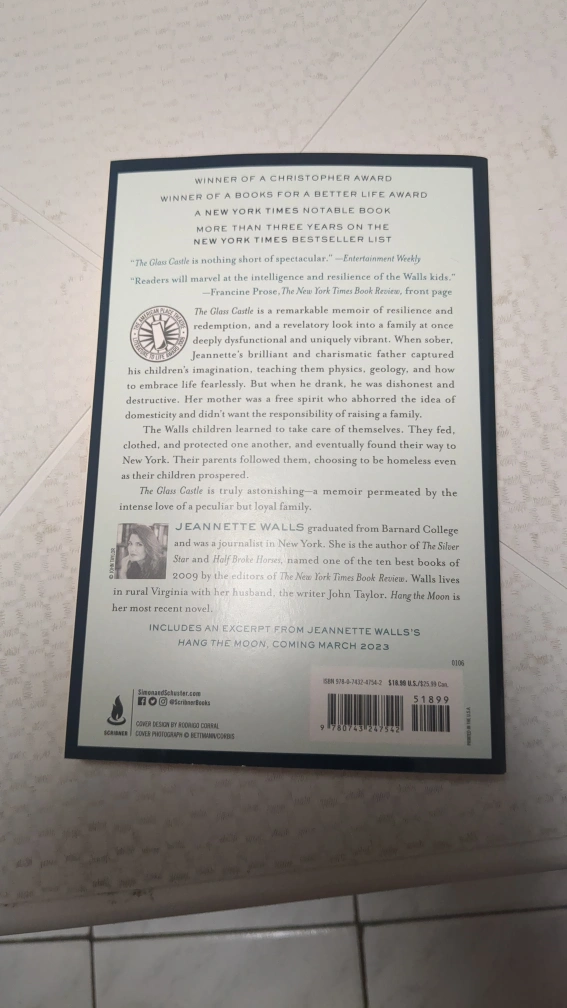 WINNER OF A CHRISTOPHER AWARD
WINNER OF A BOOKS FOR A BETTER LIFE AWARD
A NEW YORK TIMES NOTABLE BOOK
MORE THAN THREE YEARS ON THE
NEW YORK TIMES BESTSELLER LIST
"The Glass Castle is nothing short of spectacular." —Entertainment Weekly
"Readers will marvel at the intelligence and resilience of the Walls kids."
—Francine Prose, The New York Times Book Review, front page
The Glass Castle is a remarkable memoir of resilience and
redemption, and a revelatory look into a family at once
deeply dysfunctional and uniquely vibrant. When sober,
Jeannette's brilliant and charismatic father captured
his children's imagination, teaching them physics, geology, and how
to embrace life fearlessly. But when he drank, he was dishonest and
destructive. Her mother was a free spirit who abhorred the idea of
domesticity and didn't want the responsibility of raising a family.
The Walls children learned to take care of themselves. They fed,
clothed, and protected one another, and eventually found their way to
New York. Their parents followed them, choosing to be homeless even
as their children prospered.
The Glass Castle is truly astonishing—a memoir permeated by the
intense love of a peculiar but loyal family.
JEANNETTE WALLS graduated from Barnard College
and was a journalist in New York. She is the author of The Silver
Star and Half Broke Horses, named one of the ten best books of
2009 by the editors of The New York Times Book Review. Walls lives
in rural Virginia with her husband, the writer John Taylor. Hang the Moon is
her most recent novel.
INCLUDES AN EXCERPT FROM JEANNETTE WALLS'S
HANG THE MOON, COMING MARCH 2023
0106
ISBN 978-0-7432-4754-2 $18.99 U.S./$25.99 Can.
51899
9 780743 247542
SimonandSchuster.com
@ScribnerBooks
SCRIBNER
COVER DESIGN BY RODRIGO CORRAL
COVER PHOTOGRAPH © BETTMANN/CORBIS
PRINTED IN THE U.S.A.